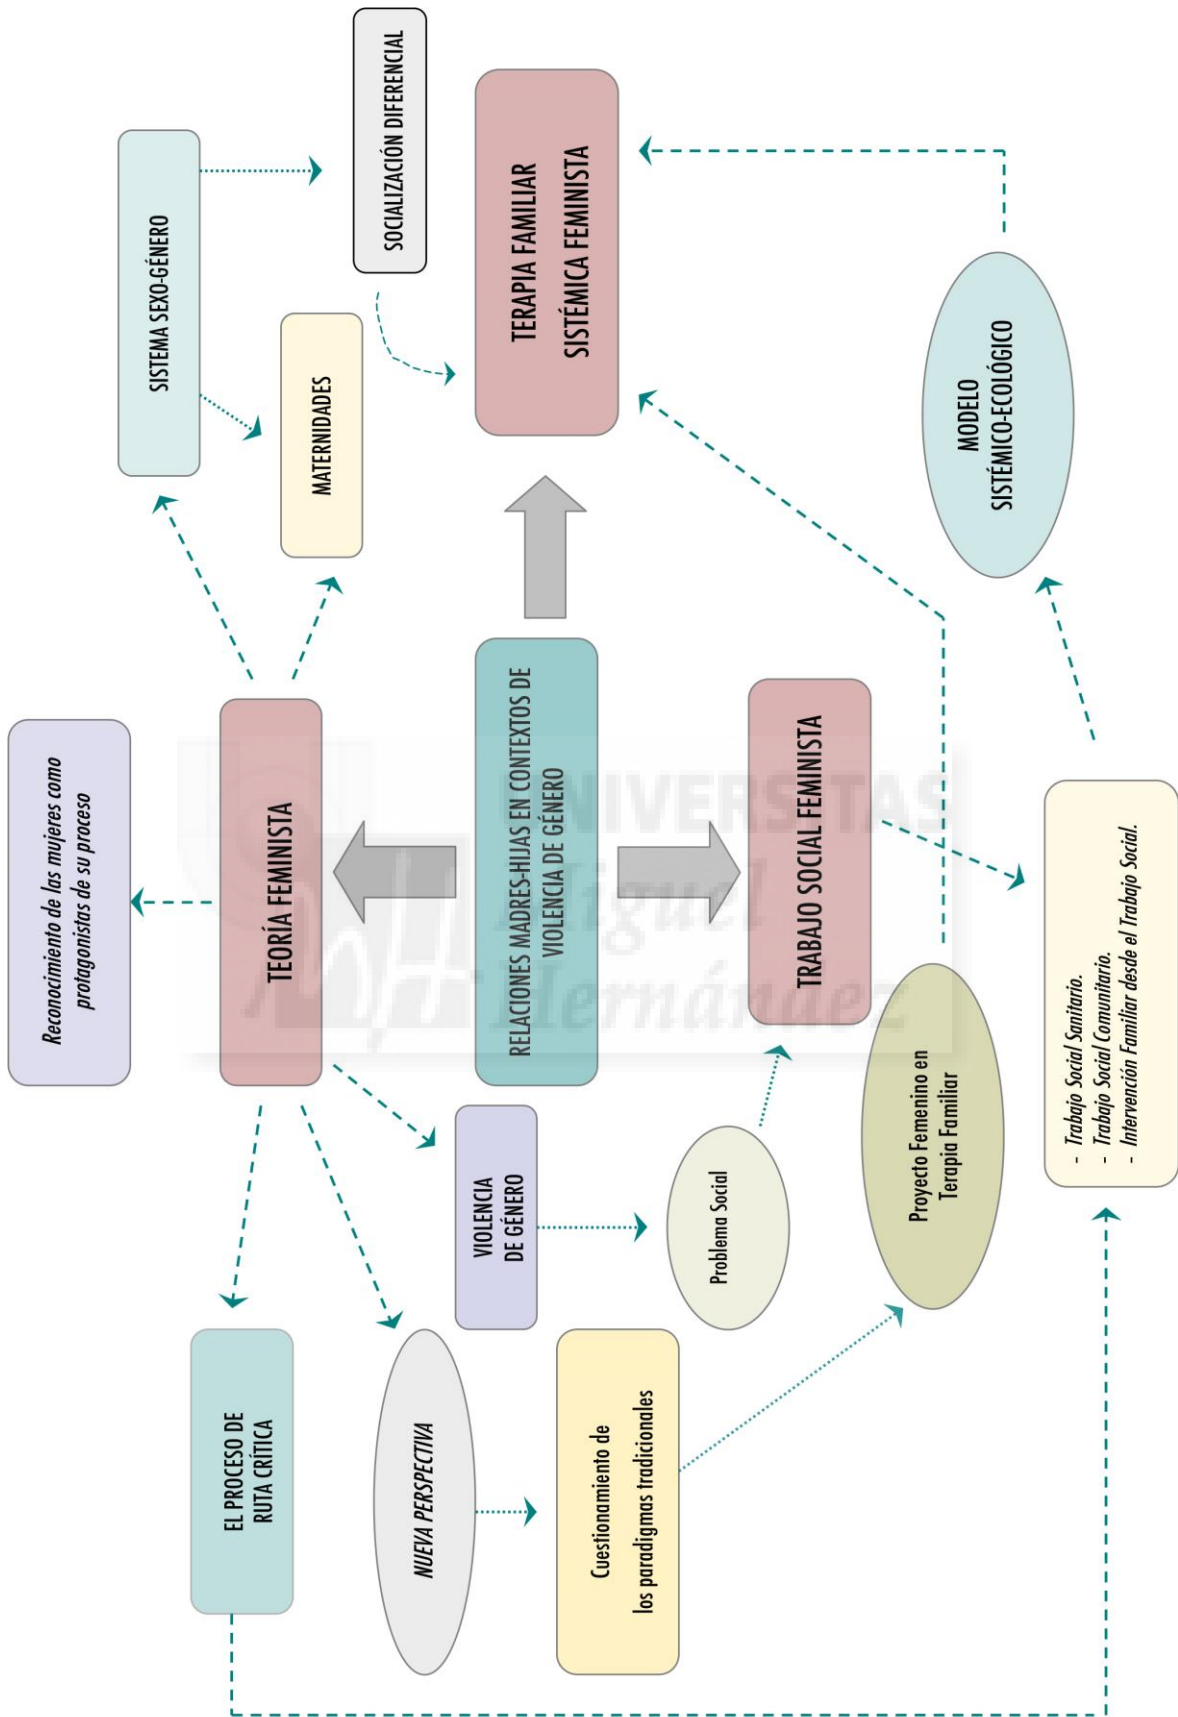 Reconocimiento de las mujeres como
protagonistas de su proceso
SISTEMA SEXO-GÉNERO
EL PROCESO DE
RUTA CRÍTICA
TEORÍA FEMINISTA
MATERNIDADES
SOCIALIZACIÓN DIFERENCIAL
NUEVA PERSPECTIVA
VIOLENCIA
DE GÉNERO
RELACIONES MADRES-HIJAS EN CONTEXTOS DE
VIOLENCIA DE GÉNERO
TERAPIA FAMILIAR
SISTÉMICA FEMINISTA
Cuestionamiento de
los paradigmas tradicionales
Problema Social
TRABAJO SOCIAL FEMINISTA
Proyecto Femenino en
Terapia Familiar
MODELO
SISTÉMICO-ECOLÓGICO
- Trabajo Social Sanitario.
- Trabajo Social Comunitario.
- Intervención Familiar desde el Trabajo Social.
UNIVERSITAS
Miguel
Hernández